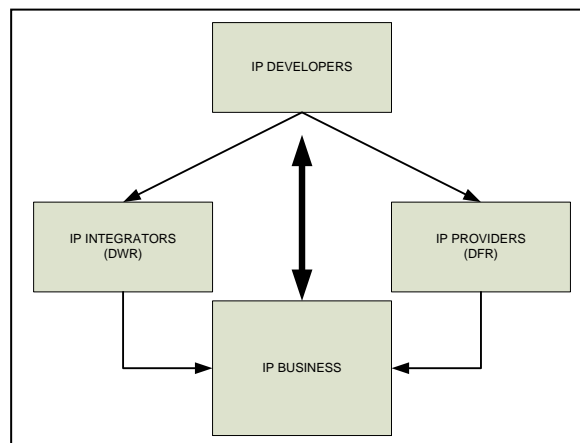 IP DEVELOPERS
IP INTEGRATORS
(DWR)
IP PROVIDERS
(DFR)
IP BUSINESS